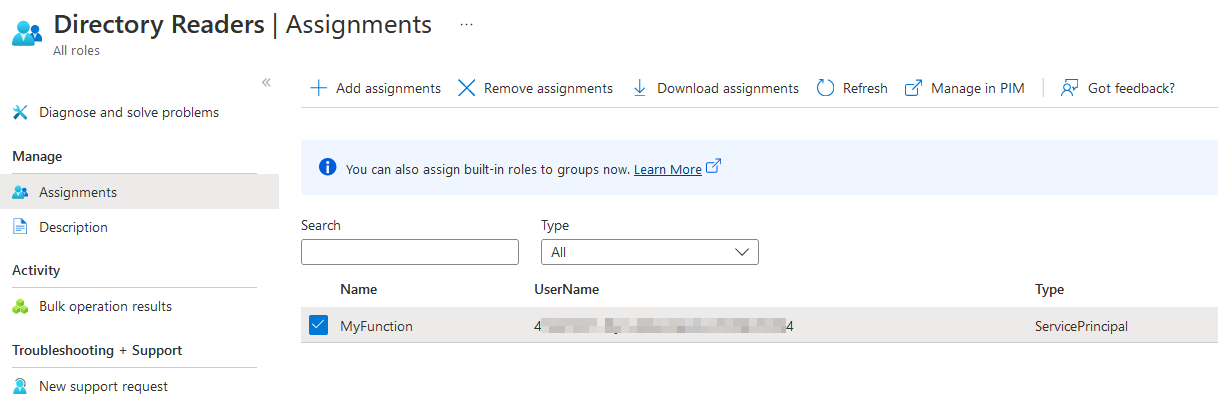 Directory Readers | Assignments ...
All roles
«
Diagnose and solve problems
Manage
Assignments
Description
Activity
Bulk operation results
Troubleshooting + Support
New support request
Add assignments Remove assignments Download assignments Refresh Manage in PIM Got feedback?
You can also assign built-in roles to groups now. Learn More
Search Type
All
Name UserName Type
MyFunction 4 4 ServicePrincipal